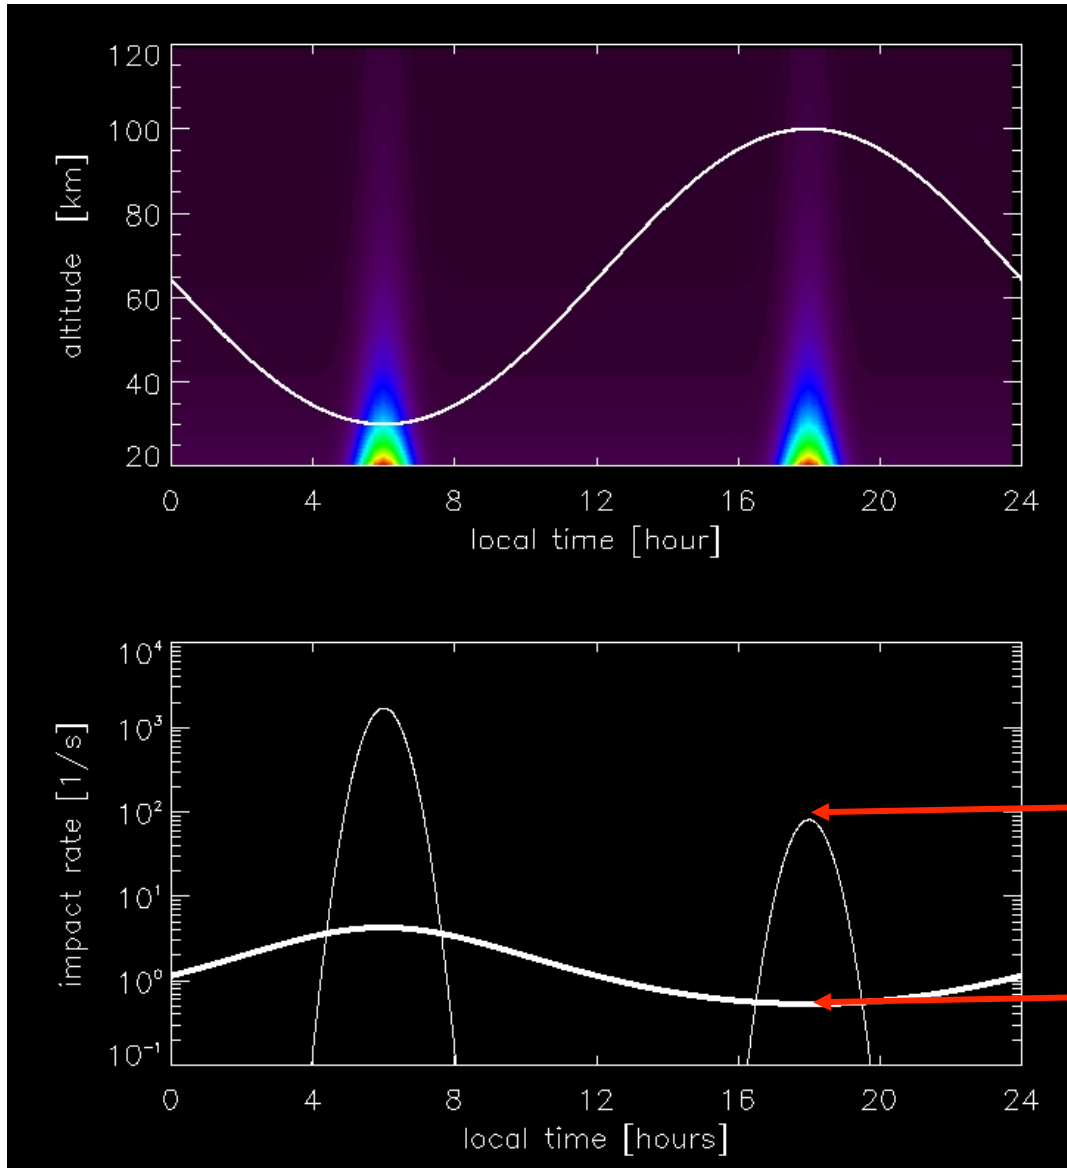 120
100
80
60
40
20
altitude [km]
0 4 8 12 16 20 24
local time [hour]
10⁴
10³
10²
10¹
10⁰
10⁻¹
impact rate [1/s]
0 4 8 12 16 20 24
local time [hours]